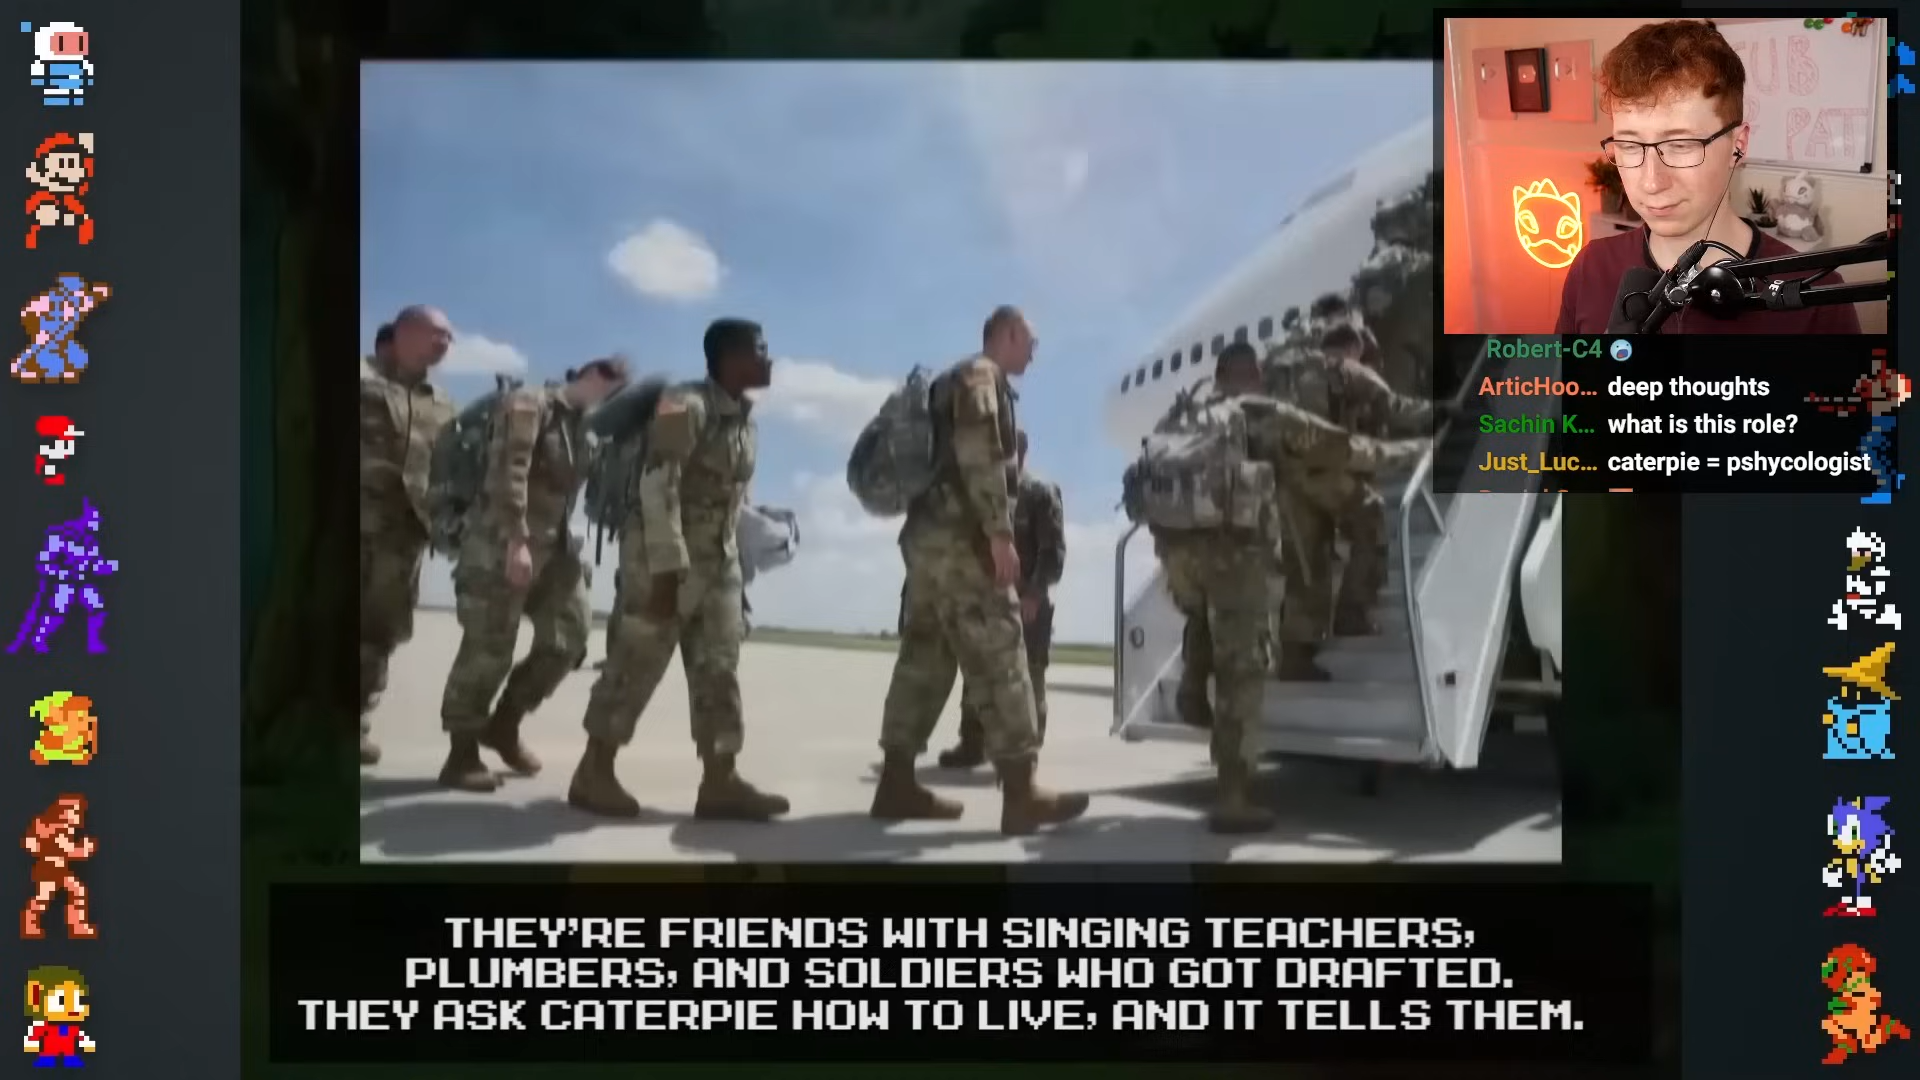 Robert-C4
ArticHoo... deep thoughts
Sachin K... what is this role?
Just_Luc... caterpie = pshycologist
THEY'RE FRIENDS WITH SINGING TEACHERS,
PLUMBERS, AND SOLDIERS WHO GOT DRAFTED.
THEY ASK CATERPIE HOW TO LIVE, AND IT TELLS THEM.